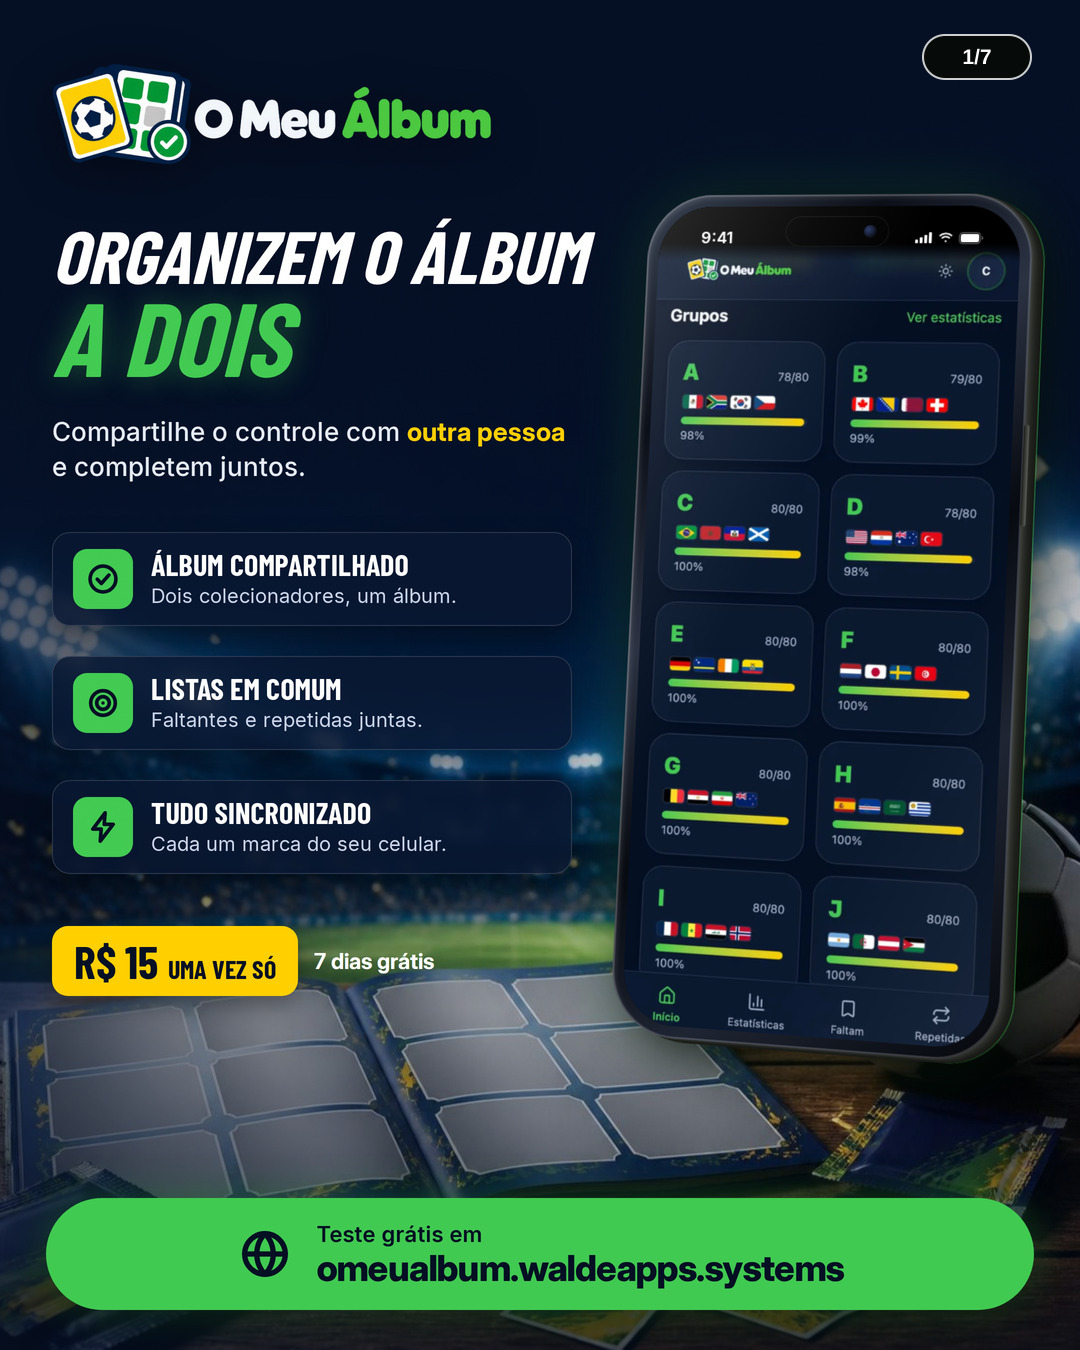 1/7
O Meu Álbum
ORGANIZEM O ÁLBUM
A DOIS
Compartilhe o controle com outra pessoa
e completem juntos.
ÁLBUM COMPARTILHADO
Dois colecionadores, um álbum.
LISTAS EM COMUM
Faltantes e repetidas juntas.
TUDO SINCRONIZADO
Cada um marca do seu celular.
R$ 15 UMA VEZ SÓ
7 dias grátis
9:41
O Meu Álbum
C
Grupos
Ver estatísticas
A
78/80
98%
B
79/80
99%
C
80/80
100%
D
78/80
98%
E
80/80
100%
F
80/80
100%
G
80/80
100%
H
80/80
100%
I
80/80
100%
J
80/80
100%
Início
Estatísticas
Faltam
Repetidas
Teste grátis em
omeualbum.waldeapps.systems